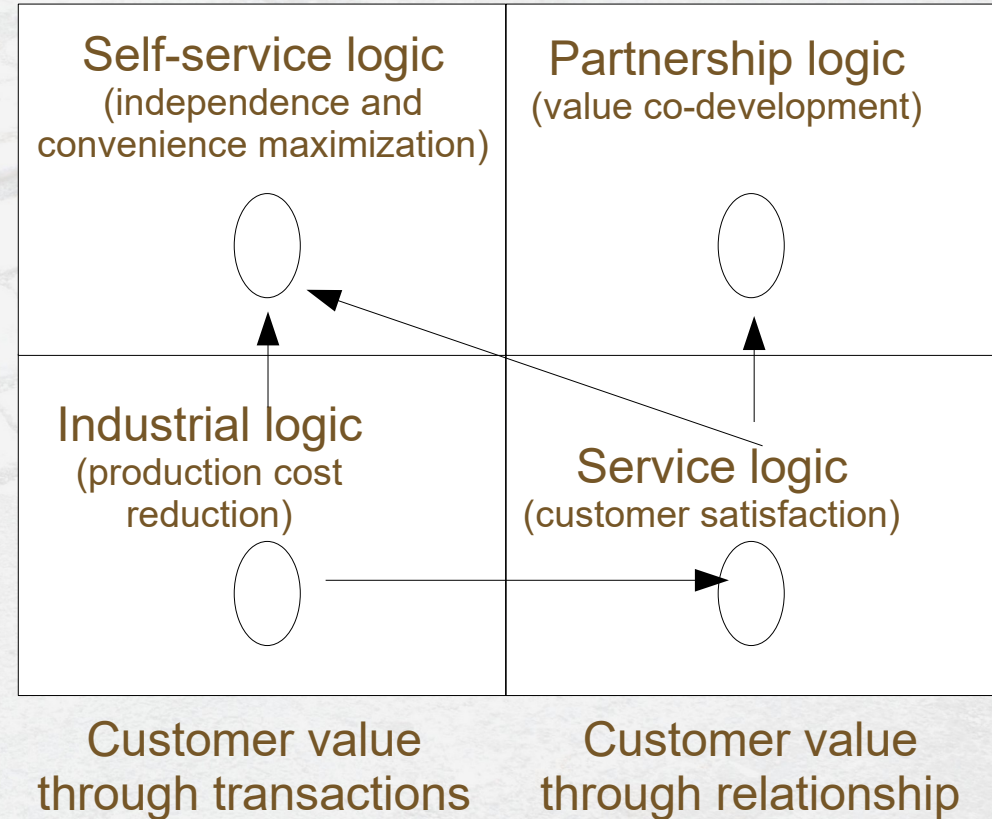 Self-service logic
(independence and
convenience maximization)
Partnership logic
(value co-development)
Industrial logic
(production cost
reduction)
Service logic
(customer satisfaction)
Customer value
through transactions
Customer value
through relationship